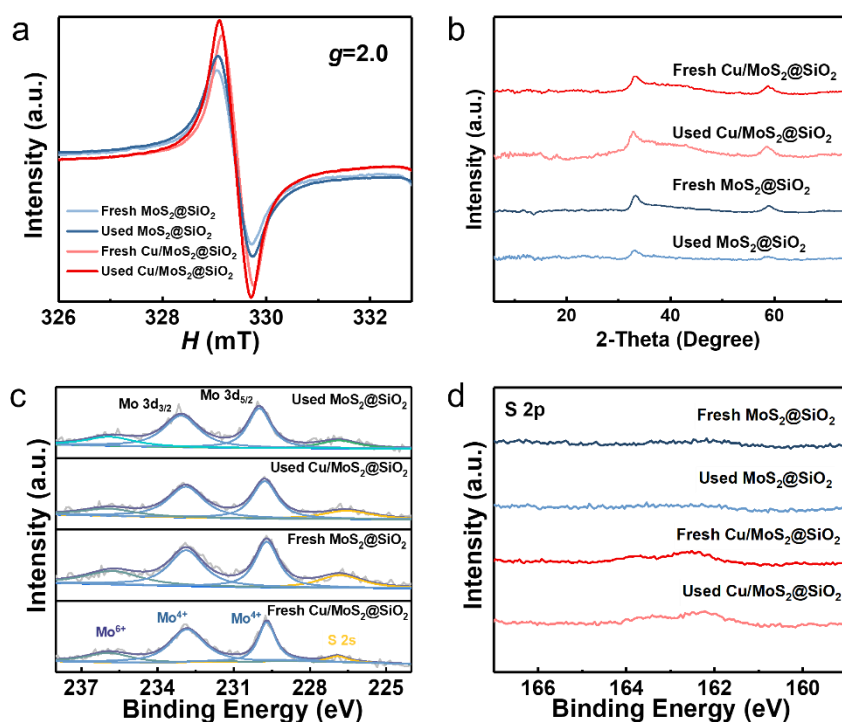 a
g=2.0
Intensity (a.u.)
Fresh MoS₂@SiO₂
Used MoS₂@SiO₂
Fresh Cu/MoS₂@SiO₂
Used Cu/MoS₂@SiO₂
326 328 330 332
H (mT)
b
Intensity (a.u.)
Fresh Cu/MoS₂@SiO₂
Used Cu/MoS₂@SiO₂
Fresh MoS₂@SiO₂
Used MoS₂@SiO₂
20 40 60
2-Theta (Degree)
c
Intensity (a.u.)
Mo 3d₃/₂ Mo 3d₅/₂ Used MoS₂@SiO₂
Used Cu/MoS₂@SiO₂
Fresh MoS₂@SiO₂
Fresh Cu/MoS₂@SiO₂
Mo⁶⁺ Mo⁴⁺ Mo⁴⁺ S 2s
237 233 229 225
Binding Energy (eV)
d
S 2p
Intensity (a.u.)
Fresh MoS₂@SiO₂
Used MoS₂@SiO₂
Fresh Cu/MoS₂@SiO₂
Used Cu/MoS₂@SiO₂
166 164 162 160
Binding Energy (eV)